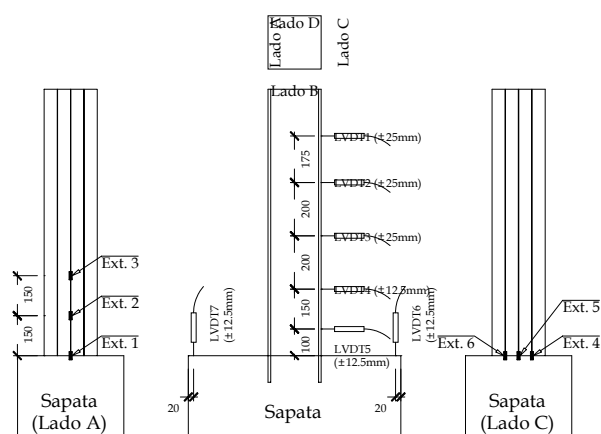 Lado D
Lado C
Lado B
LVDT1 (±25mm)
175
LVDT2 (±25mm)
200
LVDT3 (±25mm)
200
LVDT4 (±12.5mm)
150
100
LVDT5
(±12.5mm)
LVDT7
(±12.5mm)
LVDT6
(±12.5mm)
Ext. 3
150
Ext. 2
150
Ext. 1
Ext. 5
Ext. 6
Ext. 4
Sapata
(Lado A)
20
Sapata
20
Sapata
(Lado C)